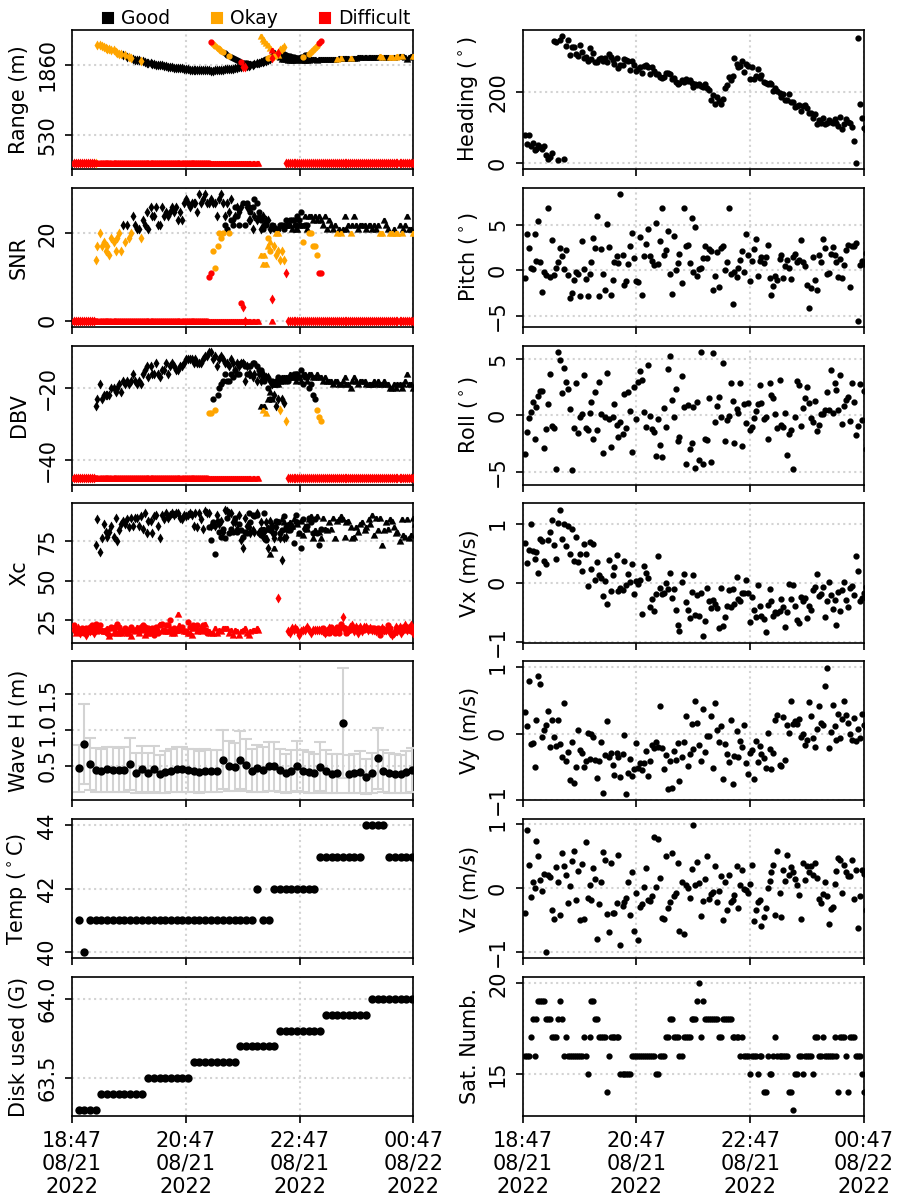 Good Okay Difficult
Range (m)
1860
530
Heading (°)
200
0
SNR
20
0
Pitch (°)
5
0
−5
DBV
−20
−40
Roll (°)
5
0
−5
Xc
75
50
25
Vx (m/s)
1
0
−1
Wave H (m)
1.5
1.0
0.5
Vy (m/s)
1
0
−1
Temp (°C)
44
42
40
Vz (m/s)
1
0
−1
Disk used (G)
64.0
63.5
Sat. Numb.
20
15
18:47 20:47 22:47 00:47
08/21 08/21 08/21 08/22
2022 2022 2022 2022
18:47 20:47 22:47 00:47
08/21 08/21 08/21 08/22
2022 2022 2022 2022